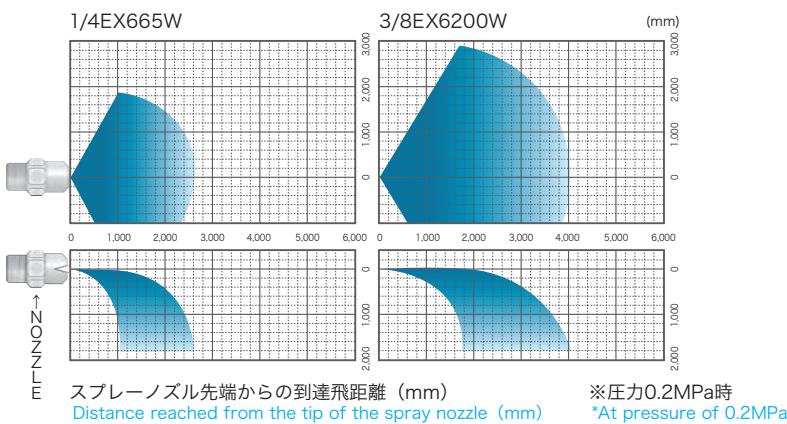 1/4EX665W
3/8EX6200W
(mm)
3,000
2,000
1,000
0
3,000
2,000
1,000
0
0 1,000 2,000 3,000 4,000 5,000 6,000
0 1,000 2,000 3,000 4,000 5,000 6,000
0
1,000
2,000
0
1,000
2,000
←NOZZLE
スプレーノズル先端からの到達飛距離（mm）
※圧力0.2MPa時
Distance reached from the tip of the spray nozzle（mm）
*At pressure of 0.2MPa